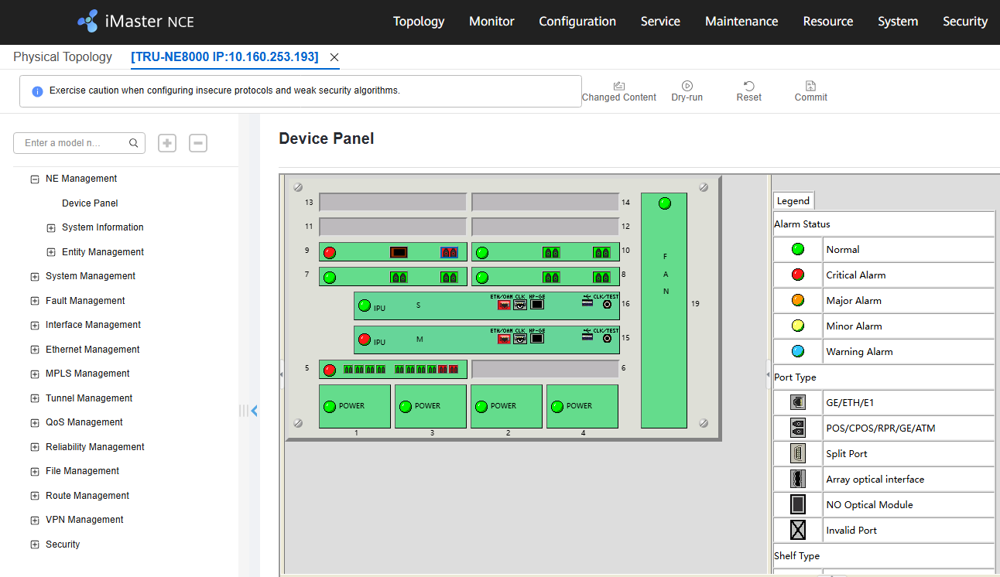 iMaster NCE
Topology Monitor Configuration Service Maintenance Resource System Security
Physical Topology [TRU-NE8000 IP:10.160.253.193]
Exercise caution when configuring insecure protocols and weak security algorithms.
Changed Content Dry-run Reset Commit
Enter a model n...
NE Management
Device Panel
System Information
Entity Management
System Management
Fault Management
Interface Management
Ethernet Management
MPLS Management
Tunnel Management
QoS Management
Reliability Management
File Management
Route Management
VPN Management
Security
Device Panel
13 14
11 12
9 10
7 8
ETH/OAM CLK HP-GE CLK/TEST
IPU S 16
ETH/OAM CLK HP-GE CLK/TEST
IPU M 15
5 6
POWER POWER POWER POWER
1 3 2 4
F
A
N
19
Legend
Alarm Status
Normal
Critical Alarm
Major Alarm
Minor Alarm
Warning Alarm
Port Type
GE/ETH/E1
POS/CPOS/RPR/GE/ATM
Split Port
Array optical interface
NO Optical Module
Invalid Port
Shelf Type